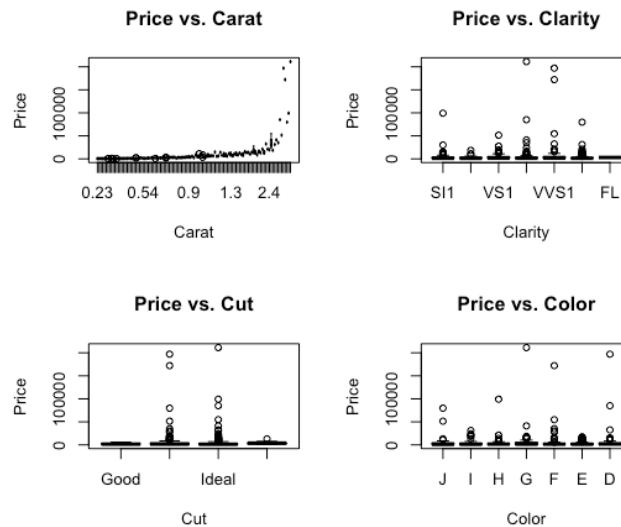 Price vs. Carat
Price
0 100000
0.23 0.54 0.9 1.3 2.4
Carat
Price vs. Clarity
Price
0 100000
SI1 VS1 VVS1 FL
Clarity
Price vs. Cut
Price
0 100000
Good Ideal
Cut
Price vs. Color
Price
0 100000
J I H G F E D
Color